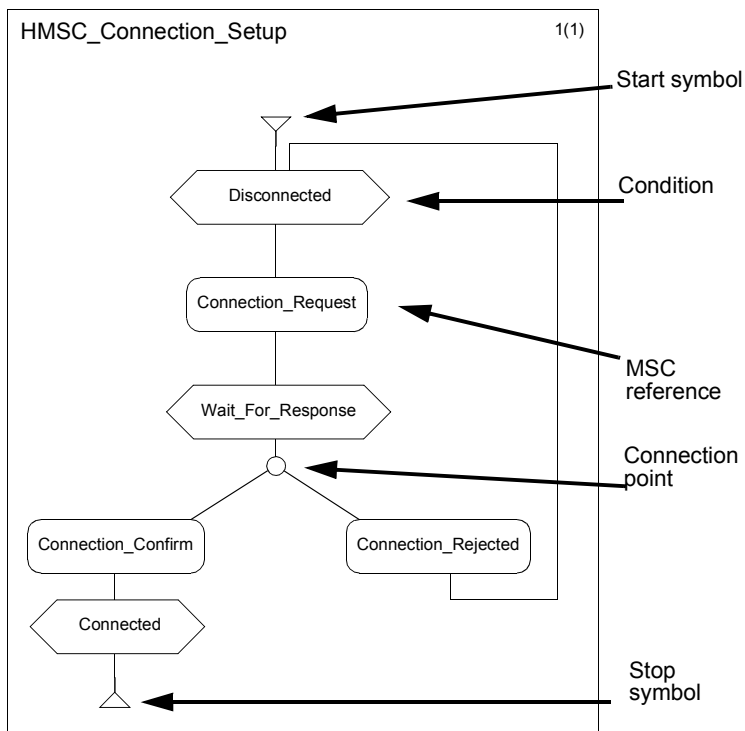 HMSC_Connection_Setup
1(1)
Start symbol
Disconnected
Condition
Connection_Request
MSC
reference
Wait_For_Response
Connection
point
Connection_Confirm
Connection_Rejected
Connected
Stop
symbol